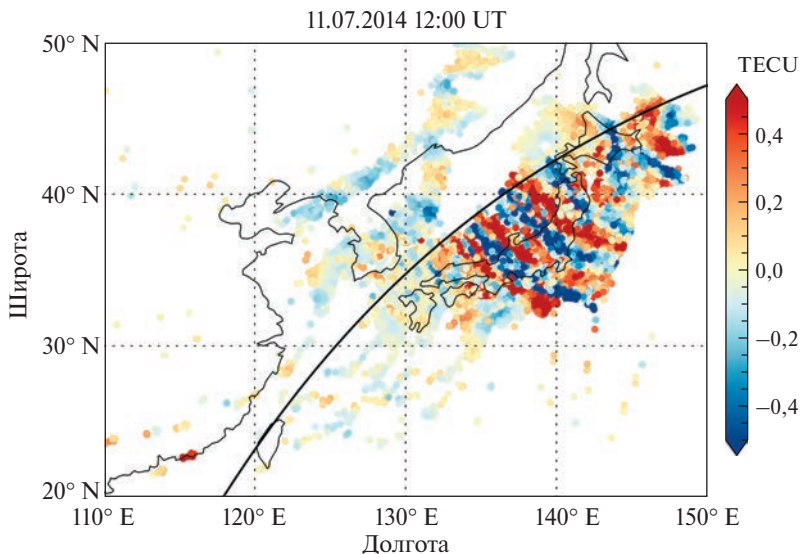 11.07.2014 12:00 UT
50° N
40° N
30° N
20° N
Широта
110° E
120° E
130° E
140° E
150° E
Долгота
TECU
0,4
0,2
0,0
−0,2
−0,4